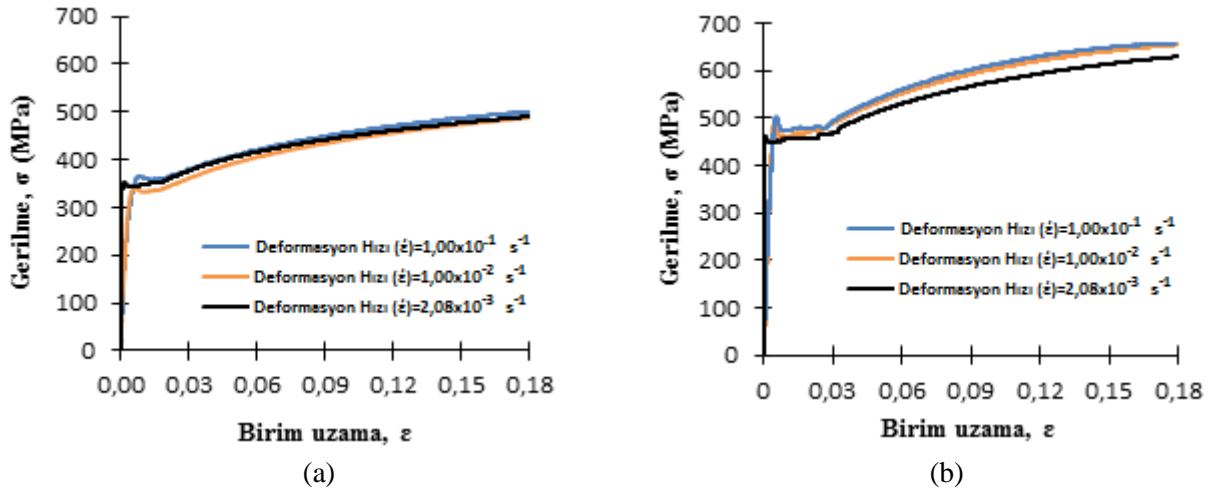 700
600
500
400
300
200
100
0
Gerilme, σ (MPa)
Deformasyon Hızı (ε̇)=1,00x10⁻¹ s⁻¹
Deformasyon Hızı (ε̇)=1,00x10⁻² s⁻¹
Deformasyon Hızı (ε̇)=2,08x10⁻³ s⁻¹
0,00 0,03 0,06 0,09 0,12 0,15 0,18
Birim uzama, ε
(a)
700
600
500
400
300
200
100
0
Gerilme, σ (MPa)
Deformasyon Hızı (ε̇)=1,00x10⁻¹ s⁻¹
Deformasyon Hızı (ε̇)=1,00x10⁻² s⁻¹
Deformasyon Hızı (ε̇)=2,08x10⁻³ s⁻¹
0 0,03 0,06 0,09 0,12 0,15 0,18
Birim uzama, ε
(b)